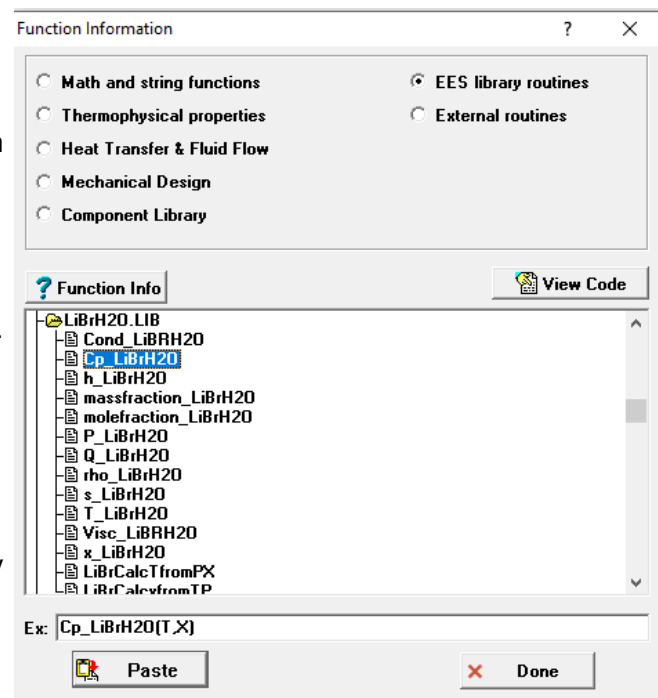 Function Information ? ×
Math and string functions
EES library routines
Thermophysical properties
External routines
Heat Transfer & Fluid Flow
Mechanical Design
Component Library
? Function Info
View Code
LiBrH2O.LIB
Cond_LiBRH2O
Cp_LiBrH2O
h_LiBrH2O
massfraction_LiBrH2O
molefraction_LiBrH2O
P_LiBrH2O
Q_LiBrH2O
rho_LiBrH2O
s_LiBrH2O
T_LiBrH2O
Visc_LiBRH2O
x_LiBrH2O
LiBrCalcTfromPX
LiBrCalcxfromTP
Ex: Cp_LiBrH2O(T,X)
Paste
Done